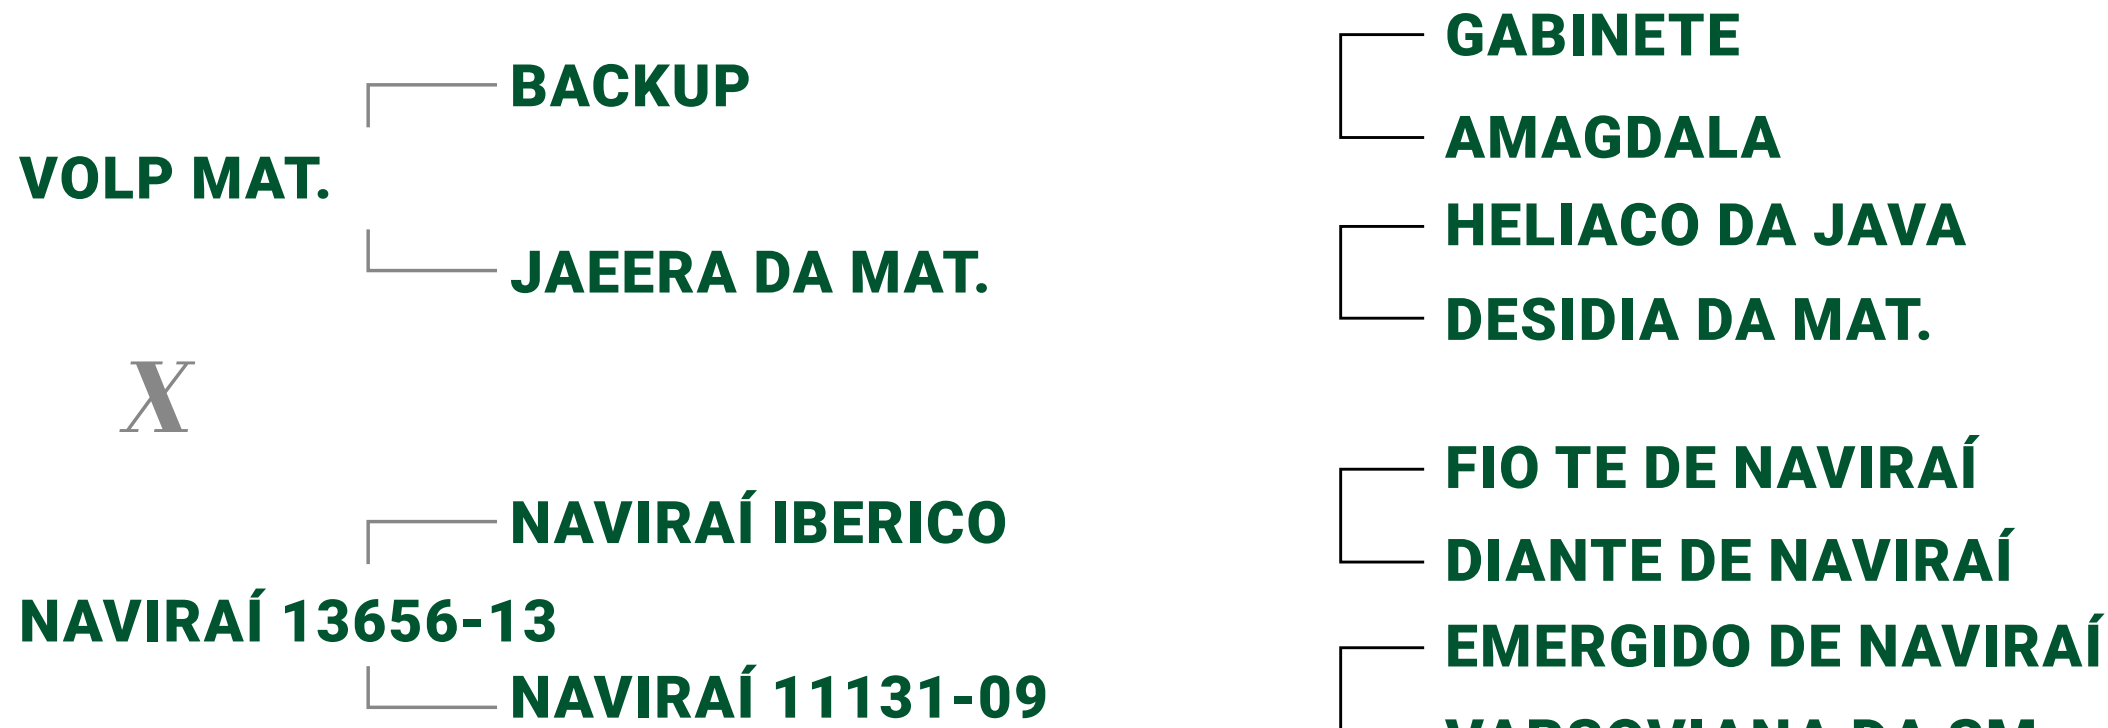 GABINETE
BACKUP
AMAGDALA
VOLP MAT.
HELIACO DA JAVA
JAEERA DA MAT.
DESIDIA DA MAT.
X
FIO TE DE NAVIRAÍ
NAVIRAÍ IBERICO
DIANTE DE NAVIRAÍ
NAVIRAÍ 13656-13
EMERGIDO DE NAVIRAÍ
NAVIRAÍ 11131-09